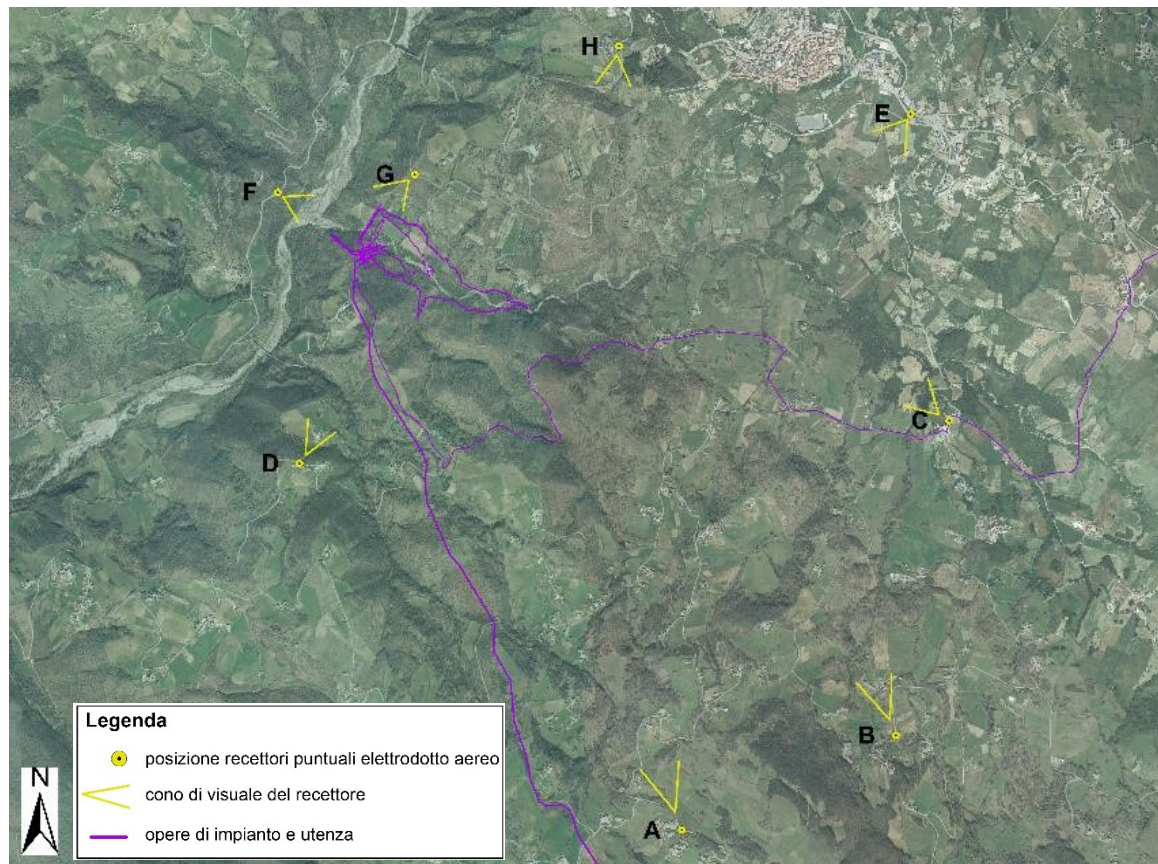 H
E
G
F
C
D
B
A
Legenda
posizione recettori puntuali elettrodotto aereo
cono di visuale del recettore
opere di impianto e utenza
N